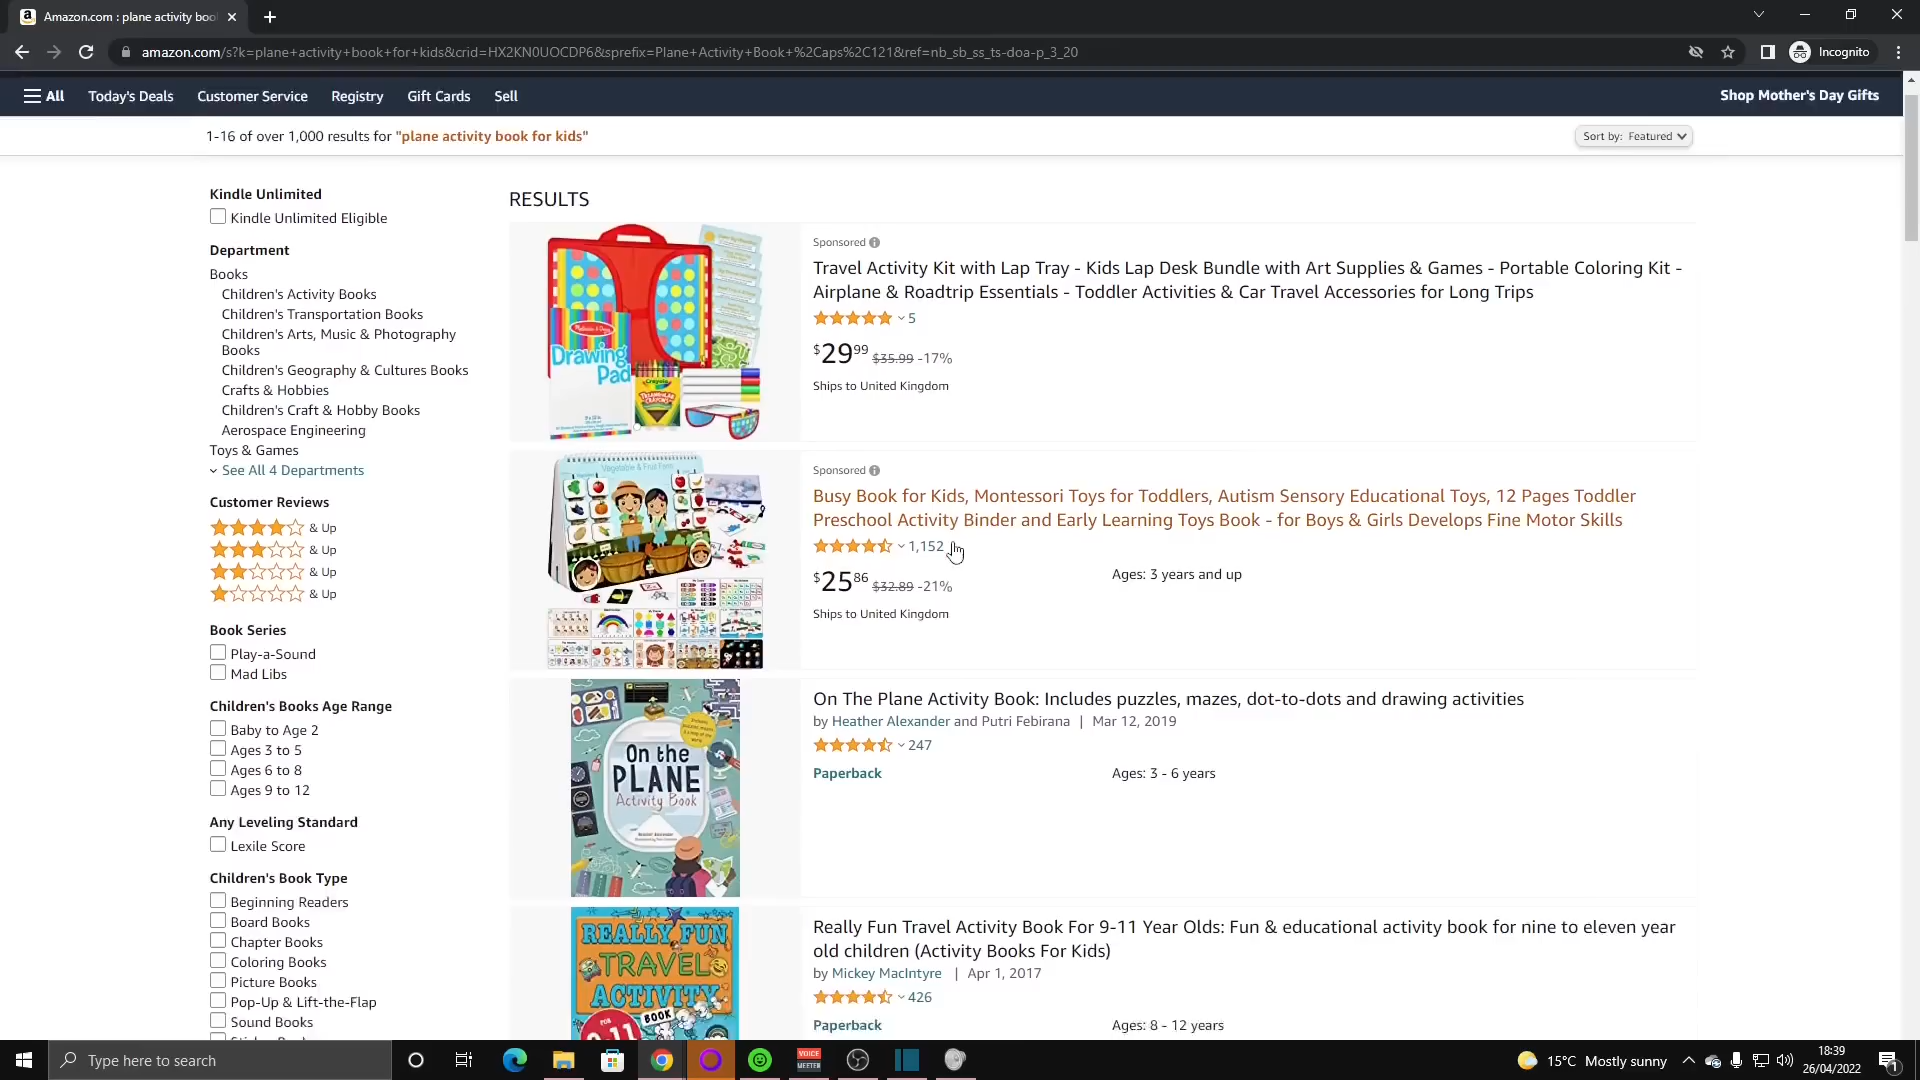 Amazon.com : plane activity boo
amazon.com/s?k=plane+activity+book+for+kids&crid=HX2KN0UOCDP6&sprefix=Plane+Activity+Book+%2Caps%2C121&ref=nb_sb_ss_ts-doa-p_3_20
Incognito
All Today's Deals Customer Service Registry Gift Cards Sell
Shop Mother's Day Gifts
1-16 of over 1,000 results for "plane activity book for kids"
Sort by: Featured
Kindle Unlimited
Kindle Unlimited Eligible
Department
Books
Children's Activity Books
Children's Transportation Books
Children's Arts, Music & Photography
Books
Children's Geography & Cultures Books
Crafts & Hobbies
Children's Craft & Hobby Books
Aerospace Engineering
Toys & Games
See All 4 Departments
Customer Reviews
& Up
& Up
& Up
& Up
Book Series
Play-a-Sound
Mad Libs
Children's Books Age Range
Baby to Age 2
Ages 3 to 5
Ages 6 to 8
Ages 9 to 12
Any Leveling Standard
Lexile Score
Children's Book Type
Beginning Readers
Board Books
Chapter Books
Coloring Books
Picture Books
Pop-Up & Lift-the-Flap
Sound Books
RESULTS
Drawing
Pad
Crayola
Sponsored
Travel Activity Kit with Lap Tray - Kids Lap Desk Bundle with Art Supplies & Games - Portable Coloring Kit -
Airplane & Roadtrip Essentials - Toddler Activities & Car Travel Accessories for Long Trips
5
$29 99 $35.99 -17%
Ships to United Kingdom
Vegetable & Fruit Farm
Sponsored
Busy Book for Kids, Montessori Toys for Toddlers, Autism Sensory Educational Toys, 12 Pages Toddler
Preschool Activity Binder and Early Learning Toys Book - for Boys & Girls Develops Fine Motor Skills
1,152
$25 86 $32.89 -21%
Ages: 3 years and up
Ships to United Kingdom
On the
PLANE
Activity Book
On The Plane Activity Book: Includes puzzles, mazes, dot-to-dots and drawing activities
by Heather Alexander and Putri Febirana | Mar 12, 2019
247
Paperback
Ages: 3 - 6 years
REALLY FUN
TRAVEL
ACTIVITY
BOOK
FOR
9-11
Really Fun Travel Activity Book For 9-11 Year Olds: Fun & educational activity book for nine to eleven year
old children (Activity Books For Kids)
by Mickey MacIntyre | Apr 1, 2017
426
Paperback
Ages: 8 - 12 years
Type here to search
VOICE
MEETER
15°C Mostly sunny
18:39
26/04/2022
1